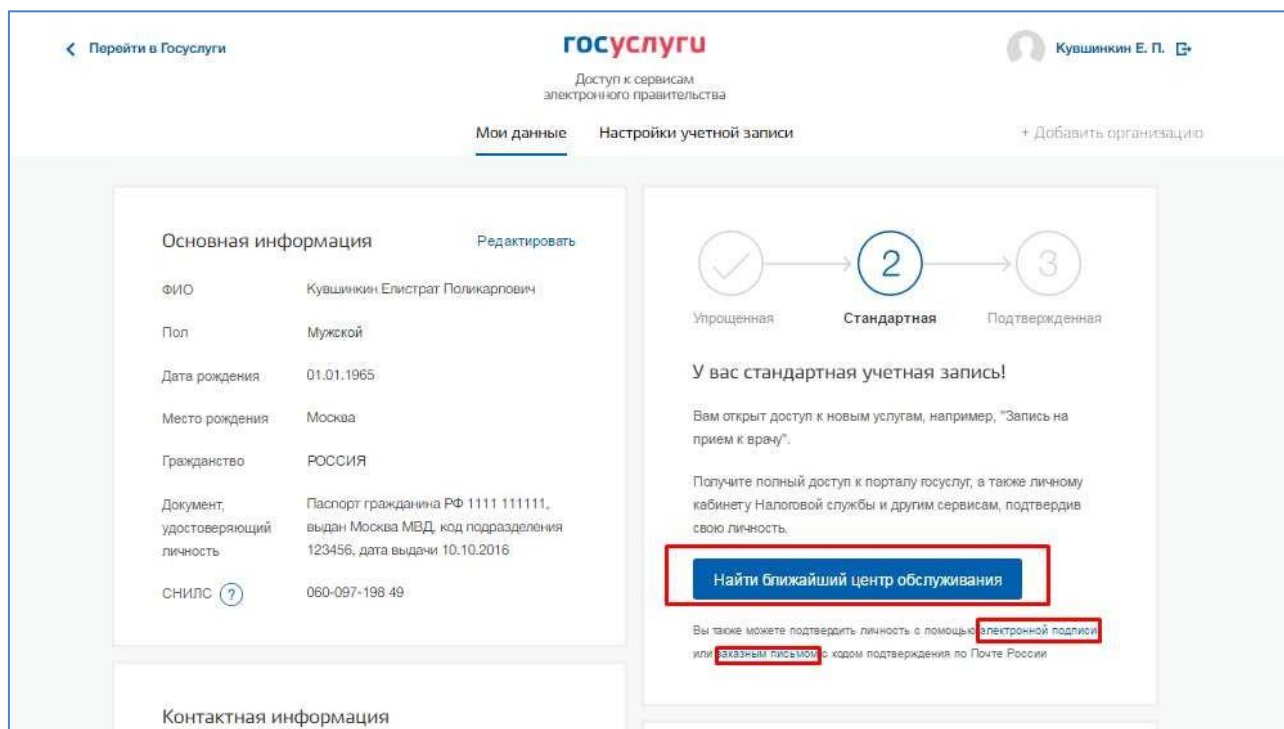 Перейти в Госуслуги
госуслуги
Кувшинкин Е. П.
Доступ к сервисам
электронного правительства
Мои данные
Настройки учетной записи
+ Добавить организацию
Основная информация
Редактировать
ФИО
Кувшинкин Елистрат Поликарпович
Пол
Мужской
Дата рождения
01.01.1965
Место рождения
Москва
Гражданство
РОССИЯ
Документ,
удостоверяющий
личность
Паспорт гражданина РФ 1111 111111,
выдан Москва МВД, код подразделения
123456, дата выдачи 10.10.2016
СНИЛС ?
060-097-198 49
Контактная информация
2
3
Упрощенная
Стандартная
Подтвержденная
У вас стандартная учетная запись!
Вам открыт доступ к новым услугам, например, "Запись на
прием к врачу".
Получите полный доступ к порталу госуслуг, а также личному
кабинету Налоговой службы и другим сервисам, подтвердив
свою личность.
Найти ближайший центр обслуживания
Вы также можете подтвердить личность с помощью электронной подписи
или заказным письмом с кодом подтверждения по Почте России